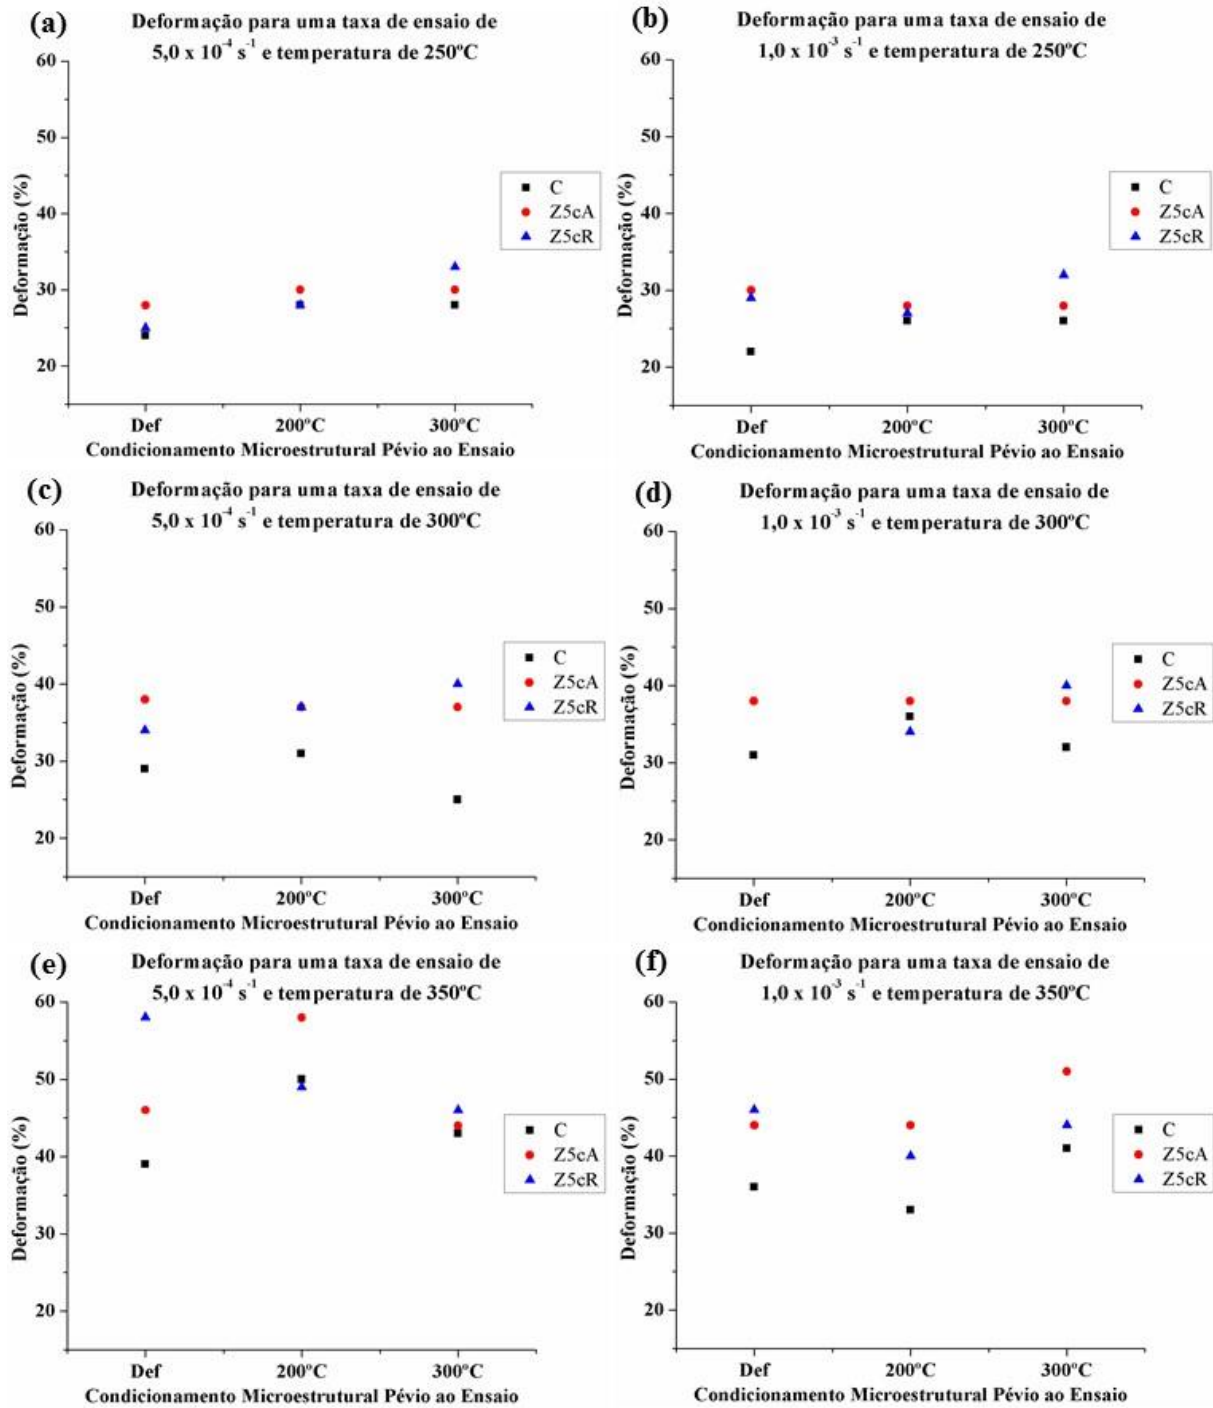 (a)
Deformação para uma taxa de ensaio de
5,0 x 10⁻⁴ s⁻¹ e temperatura de 250ºC
60
50
40
30
20
Deformação (%)
C
Z5cA
Z5cR
Def 200ºC 300ºC
Condicionamento Microestrutural Pévio ao Ensaio
(b)
Deformação para uma taxa de ensaio de
1,0 x 10⁻³ s⁻¹ e temperatura de 250ºC
60
50
40
30
20
Deformação (%)
C
Z5cA
Z5cR
Def 200ºC 300ºC
Condicionamento Microestrutural Pévio ao Ensaio
(c)
Deformação para uma taxa de ensaio de
5,0 x 10⁻⁴ s⁻¹ e temperatura de 300ºC
60
50
40
30
20
Deformação (%)
C
Z5cA
Z5cR
Def 200ºC 300ºC
Condicionamento Microestrutural Pévio ao Ensaio
(d)
Deformação para uma taxa de ensaio de
1,0 x 10⁻³ s⁻¹ e temperatura de 300ºC
60
50
40
30
20
Deformação (%)
C
Z5cA
Z5cR
Def 200ºC 300ºC
Condicionamento Microestrutural Pévio ao Ensaio
(e)
Deformação para uma taxa de ensaio de
5,0 x 10⁻⁴ s⁻¹ e temperatura de 350ºC
60
50
40
30
20
Deformação (%)
C
Z5cA
Z5cR
Def 200ºC 300ºC
Condicionamento Microestrutural Pévio ao Ensaio
(f)
Deformação para uma taxa de ensaio de
1,0 x 10⁻³ s⁻¹ e temperatura de 350ºC
60
50
40
30
20
Deformação (%)
C
Z5cA
Z5cR
Def 200ºC 300ºC
Condicionamento Microestrutural Pévio ao Ensaio